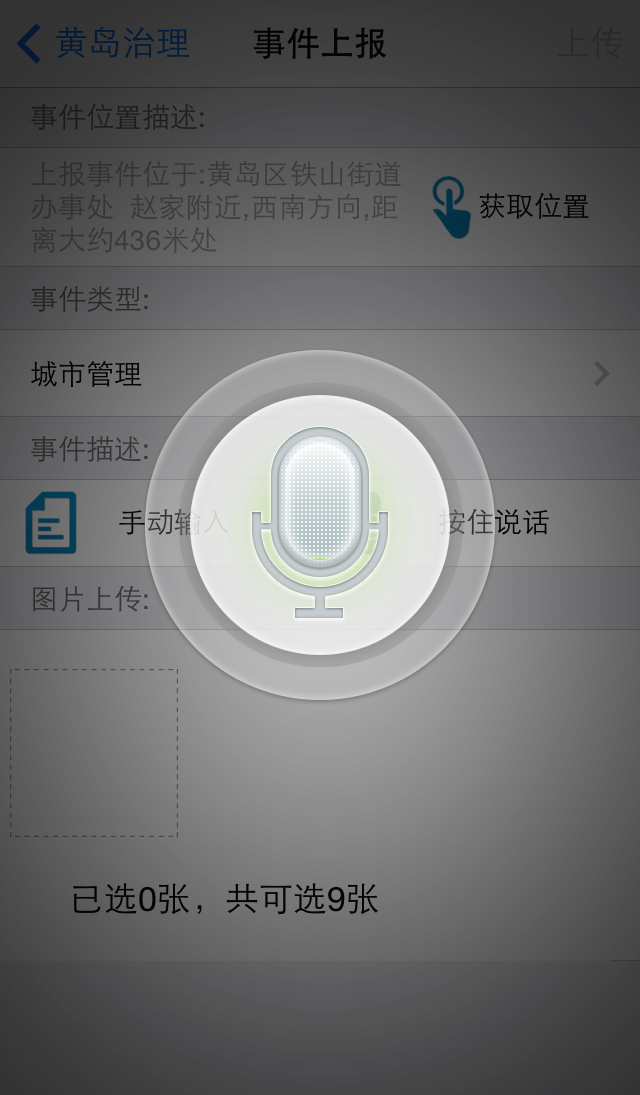 黄岛治理 事件上报 上传
事件位置描述:
上报事件位于:黄岛区铁山街道
办事处 赵家附近,西南方向,距
离大约436米处
获取位置
事件类型:
城市管理
事件描述:
手动输入 按住说话
图片上传:
已选0张，共可选9张